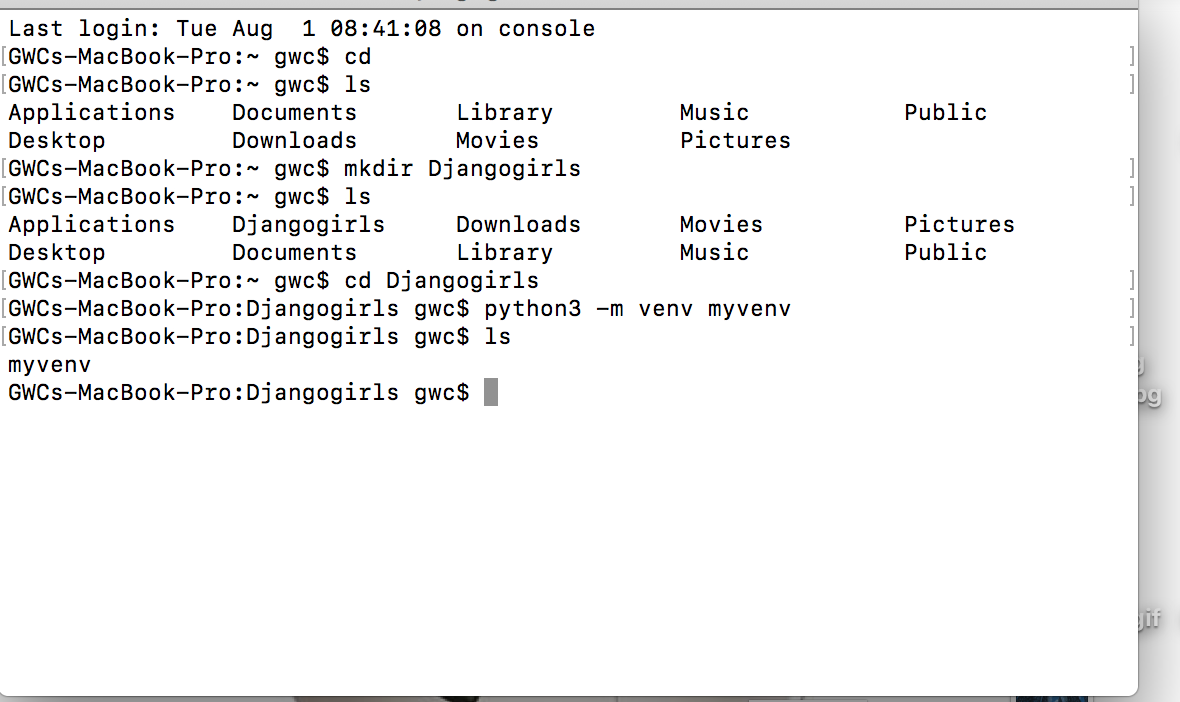 Last login: Tue Aug  1 08:41:08 on console
[GWCs-MacBook-Pro:~ gwc$ cd ]
[GWCs-MacBook-Pro:~ gwc$ ls ]
Applications    Documents       Library         Music           Public
Desktop         Downloads       Movies          Pictures
[GWCs-MacBook-Pro:~ gwc$ mkdir Djangogirls ]
[GWCs-MacBook-Pro:~ gwc$ ls ]
Applications    Djangogirls     Downloads       Movies          Pictures
Desktop         Documents       Library         Music           Public
[GWCs-MacBook-Pro:~ gwc$ cd Djangogirls ]
[GWCs-MacBook-Pro:Djangogirls gwc$ python3 -m venv myvenv ]
[GWCs-MacBook-Pro:Djangogirls gwc$ ls ]
myvenv
GWCs-MacBook-Pro:Djangogirls gwc$